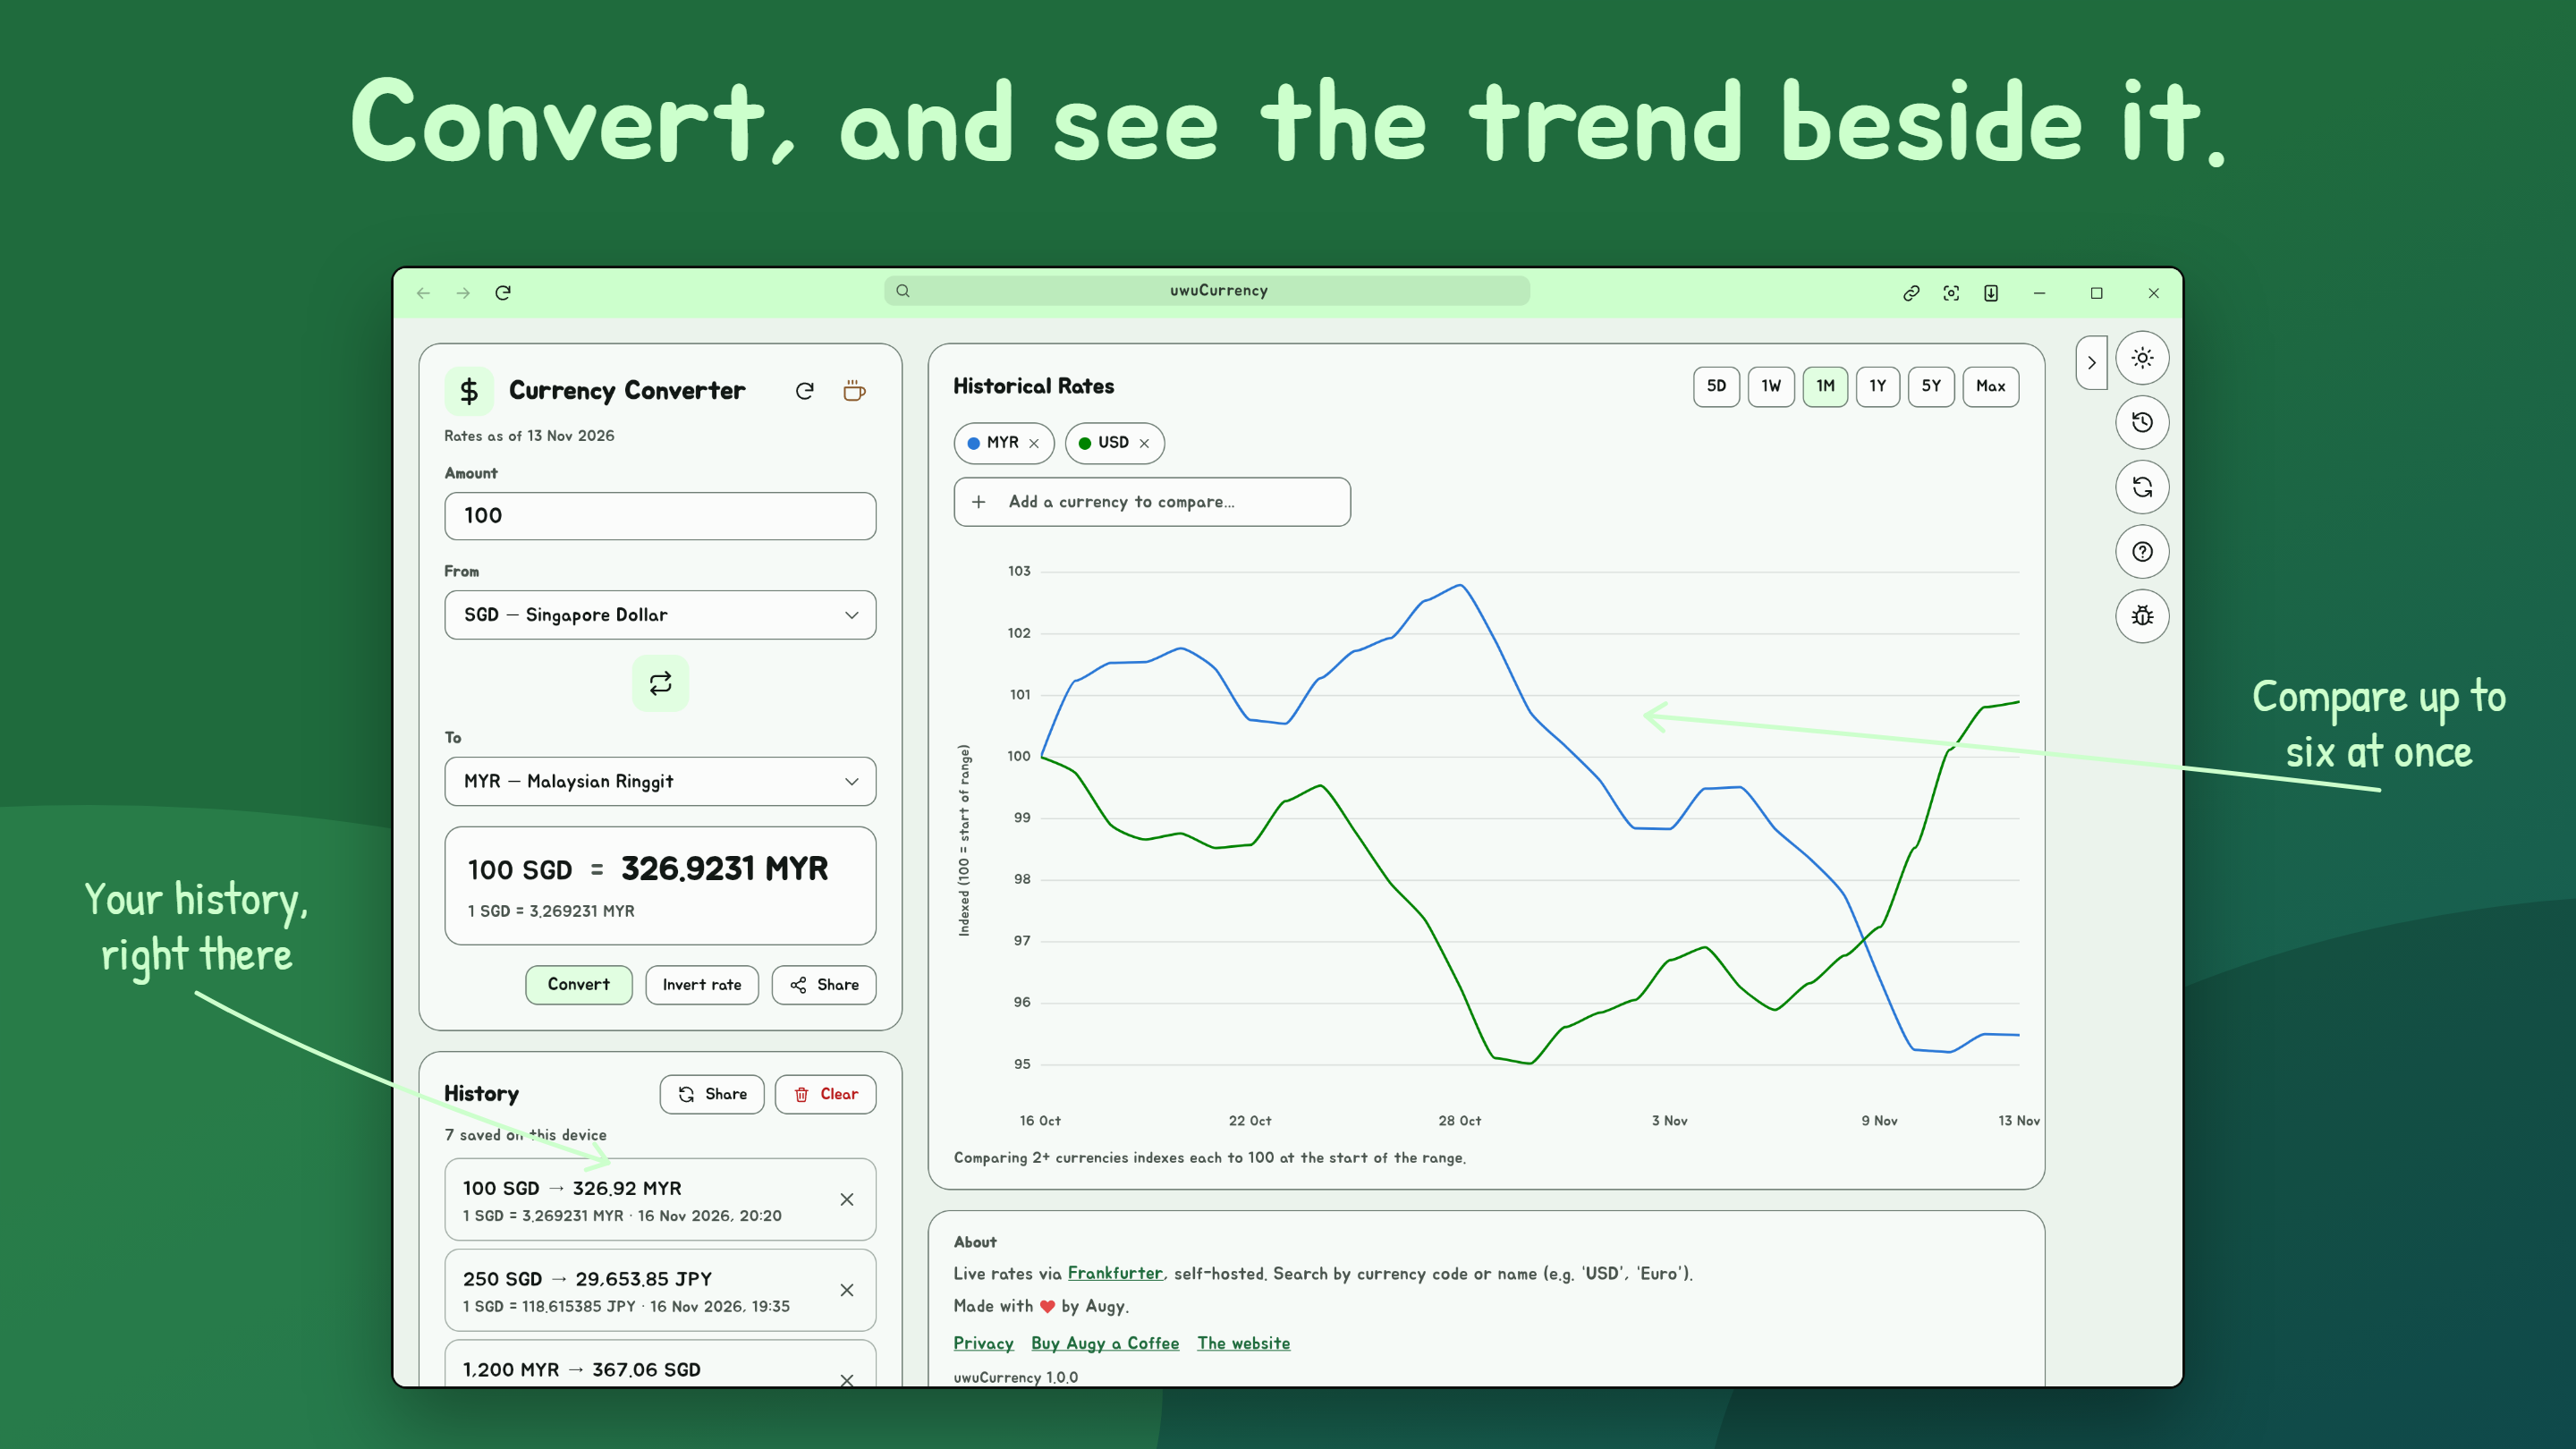 Convert, and see the trend beside it.
uwuCurrency
Currency Converter
Rates as of 13 Nov 2026
Amount
100
From
SGD — Singapore Dollar
To
MYR — Malaysian Ringgit
100 SGD = 326.9231 MYR
1 SGD = 3.269231 MYR
Convert
Invert rate
Share
History
Share
Clear
7 saved on this device
100 SGD → 326.92 MYR
1 SGD = 3.269231 MYR · 16 Nov 2026, 20:20
250 SGD → 29,653.85 JPY
1 SGD = 118.615385 JPY · 16 Nov 2026, 19:35
1,200 MYR → 367.06 SGD
Historical Rates
5D 1W 1M 1Y 5Y Max
MYR
USD
Add a currency to compare...
Indexed (100 = start of range)
103
102
101
100
99
98
97
96
95
16 Oct 22 Oct 28 Oct 3 Nov 9 Nov 13 Nov
Comparing 2+ currencies indexes each to 100 at the start of the range.
About
Live rates via Frankfurter, self-hosted. Search by currency code or name (e.g. 'USD', 'Euro').
Made with ❤ by Augy.
Privacy Buy Augy a Coffee The website
uwuCurrency 1.0.0
Your history,
right there
Compare up to
six at once